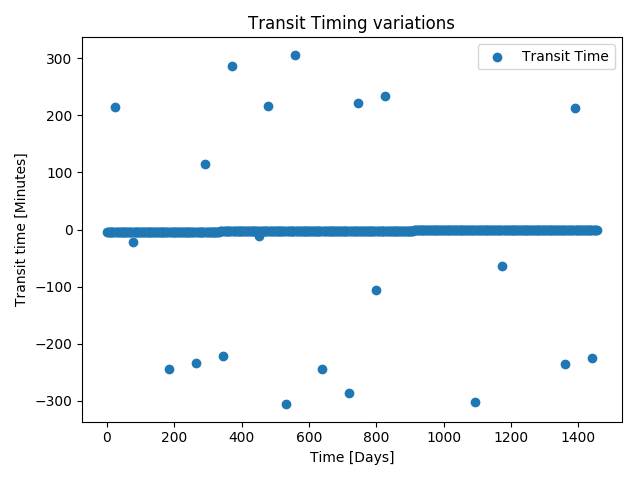 Transit Timing variations
Transit Time
Transit time [Minutes]
300
200
100
0
−100
−200
−300
0 200 400 600 800 1000 1200 1400
Time [Days]